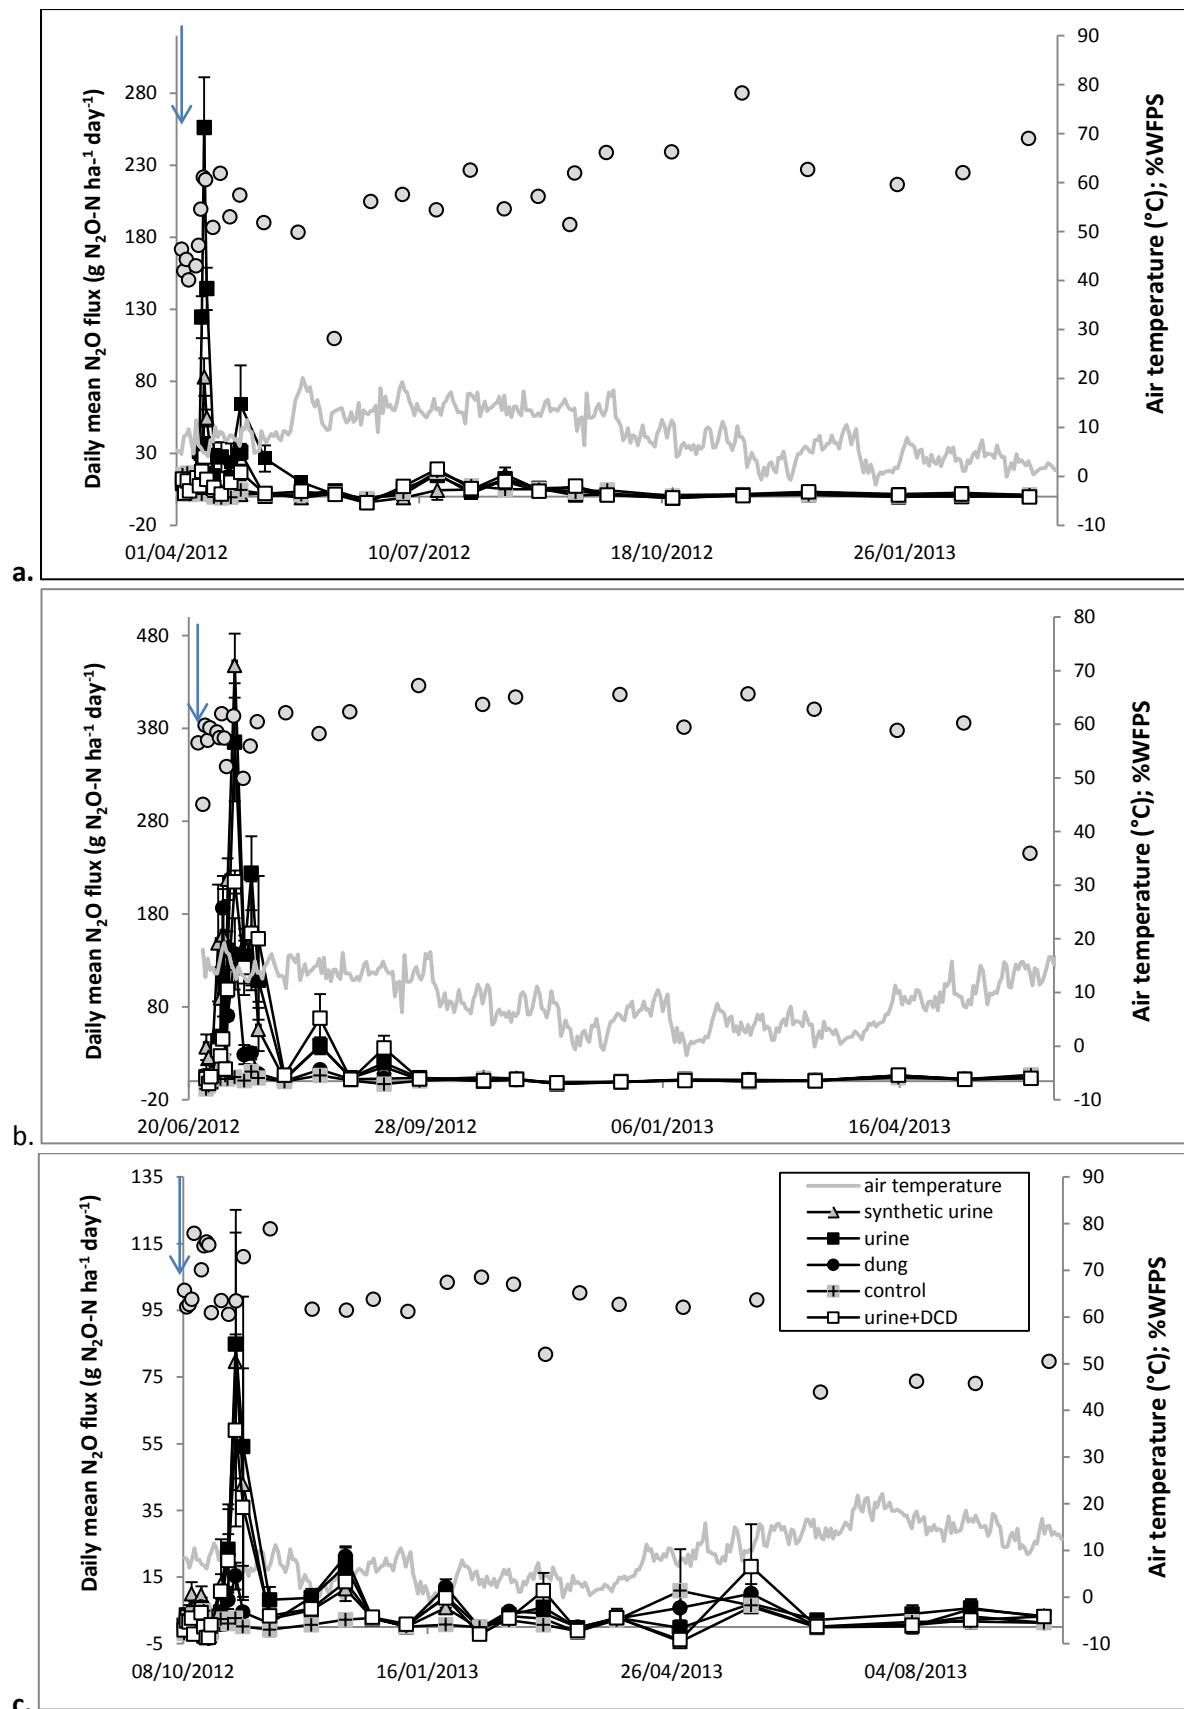 Daily mean N₂O flux (g N₂O-N ha-¹ day⁻¹)
280
230
180
130
80
30
-20
90
80
70
60
50
40
30
20
10
0
-10
Air temperature (°C); %WFPS
01/04/2012 10/07/2012 18/10/2012 26/01/2013
a.
Daily mean N₂O flux (g N₂O-N ha⁻¹ day⁻¹)
480
380
280
180
80
-20
80
70
60
50
40
30
20
10
0
-10
Air temperature (°C); %WFPS
20/06/2012 28/09/2012 06/01/2013 16/04/2013
b.
Daily mean N₂O flux (g N₂O-N ha⁻¹ day⁻¹)
135
115
95
75
55
35
15
-5
air temperature
synthetic urine
urine
dung
control
urine+DCD
90
80
70
60
50
40
30
20
10
0
-10
Air temperature (°C); %WFPS
08/10/2012 16/01/2013 26/04/2013 04/08/2013
c.